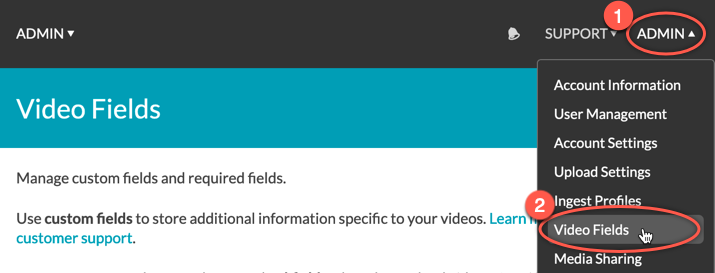 ADMIN ▾
SUPPORT ▾
1
ADMIN ▴
Video Fields
Account Information
User Management
Account Settings
Upload Settings
Ingest Profiles
2
Video Fields
Media Sharing
Manage custom fields and required fields.
Use custom fields to store additional information specific to your videos. Learn
customer support.